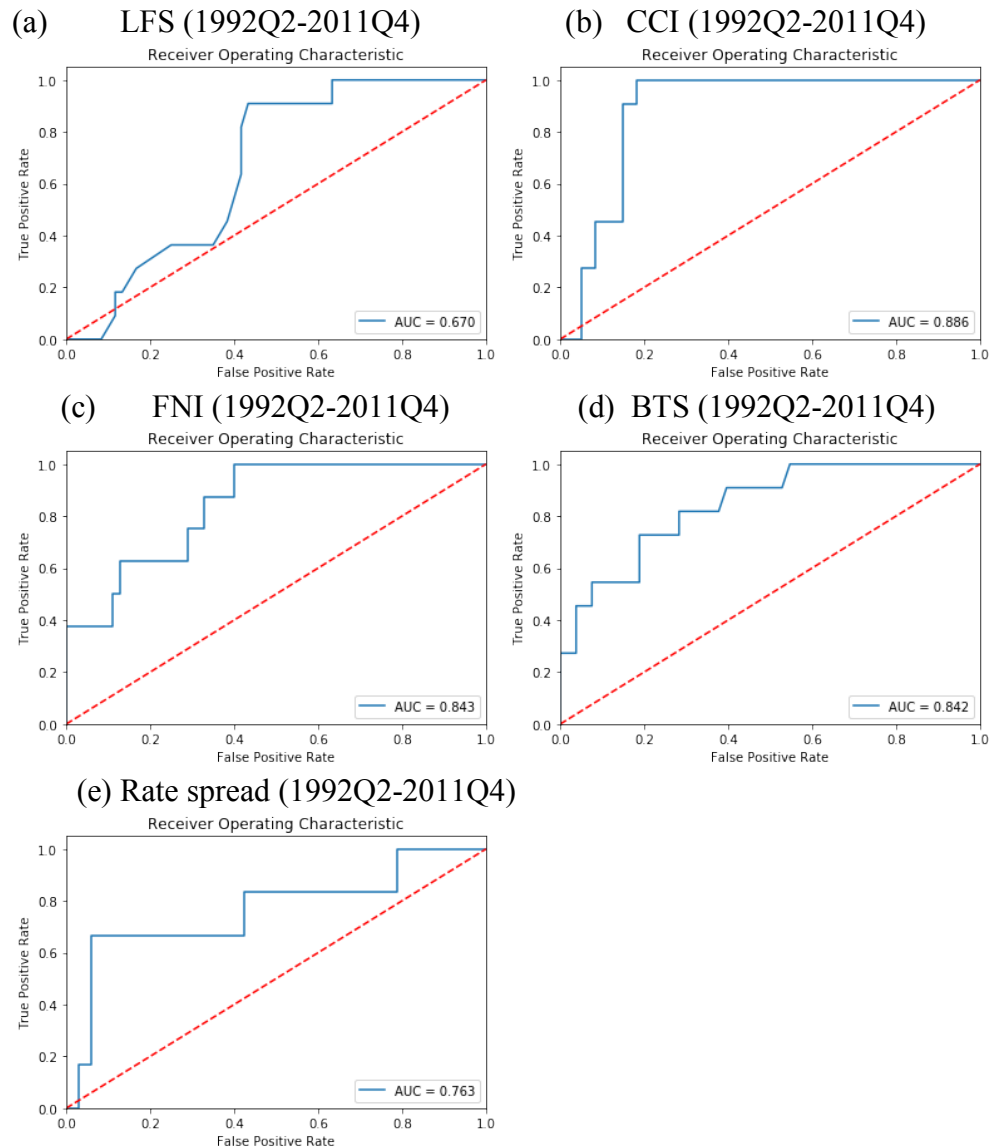 (a) LFS (1992Q2-2011Q4)
Receiver Operating Characteristic
1.0
0.8
0.6
0.4
0.2
0.0
True Positive Rate
AUC = 0.670
0.0 0.2 0.4 0.6 0.8 1.0
False Positive Rate
(b) CCI (1992Q2-2011Q4)
Receiver Operating Characteristic
1.0
0.8
0.6
0.4
0.2
0.0
True Positive Rate
AUC = 0.886
0.0 0.2 0.4 0.6 0.8 1.0
False Positive Rate
(c) FNI (1992Q2-2011Q4)
Receiver Operating Characteristic
1.0
0.8
0.6
0.4
0.2
0.0
True Positive Rate
AUC = 0.843
0.0 0.2 0.4 0.6 0.8 1.0
False Positive Rate
(d) BTS (1992Q2-2011Q4)
Receiver Operating Characteristic
1.0
0.8
0.6
0.4
0.2
0.0
True Positive Rate
AUC = 0.842
0.0 0.2 0.4 0.6 0.8 1.0
False Positive Rate
(e) Rate spread (1992Q2-2011Q4)
Receiver Operating Characteristic
1.0
0.8
0.6
0.4
0.2
0.0
True Positive Rate
AUC = 0.763
0.0 0.2 0.4 0.6 0.8 1.0
False Positive Rate